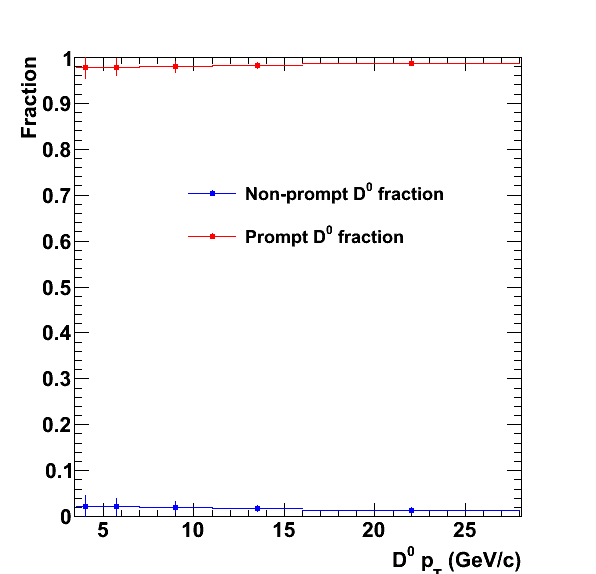 Fraction
1
0.9
0.8
0.7
0.6
0.5
0.4
0.3
0.2
0.1
0
Non-prompt D⁰ fraction
Prompt D⁰ fraction
5 10 15 20 25
D⁰ p_T (GeV/c)